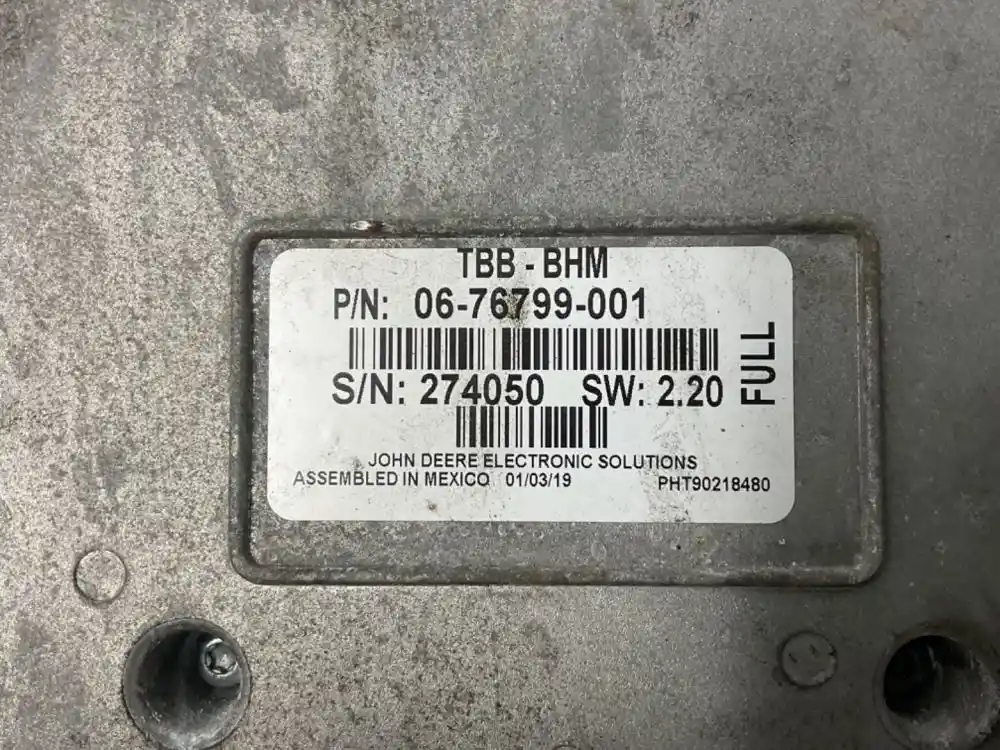 TBB - BHM
P/N: 06-76799-001
S/N: 274050 SW: 2.20
FULL
JOHN DEERE ELECTRONIC SOLUTIONS
ASSEMBLED IN MEXICO 01/03/19 PHT90218480